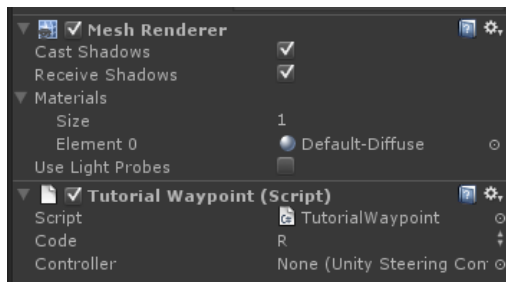 Mesh Renderer
Cast Shadows
Receive Shadows
Materials
Size 1
Element 0 Default-Diffuse
Use Light Probes
Tutorial Waypoint (Script)
Script TutorialWaypoint
Code R
Controller None (Unity Steering Con